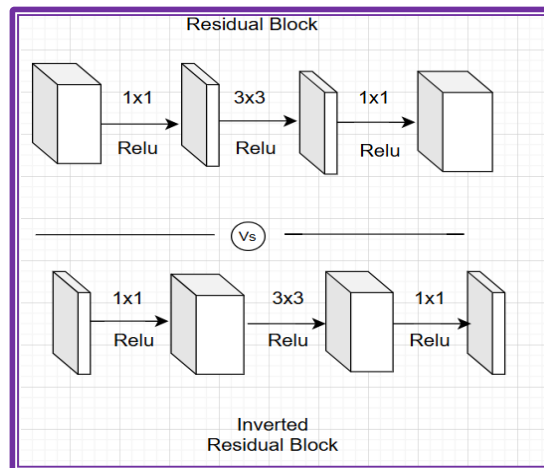 Residual Block
1x1 3x3 1x1
Relu Relu Relu
Vs
1x1 3x3 1x1
Relu Relu Relu
Inverted
Residual Block